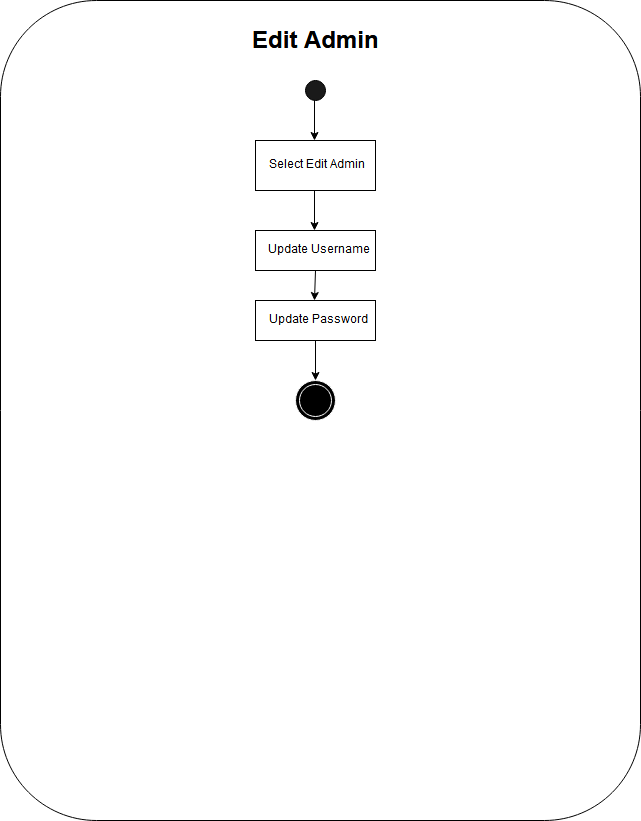 Edit Admin
Select Edit Admin
Update Username
Update Password